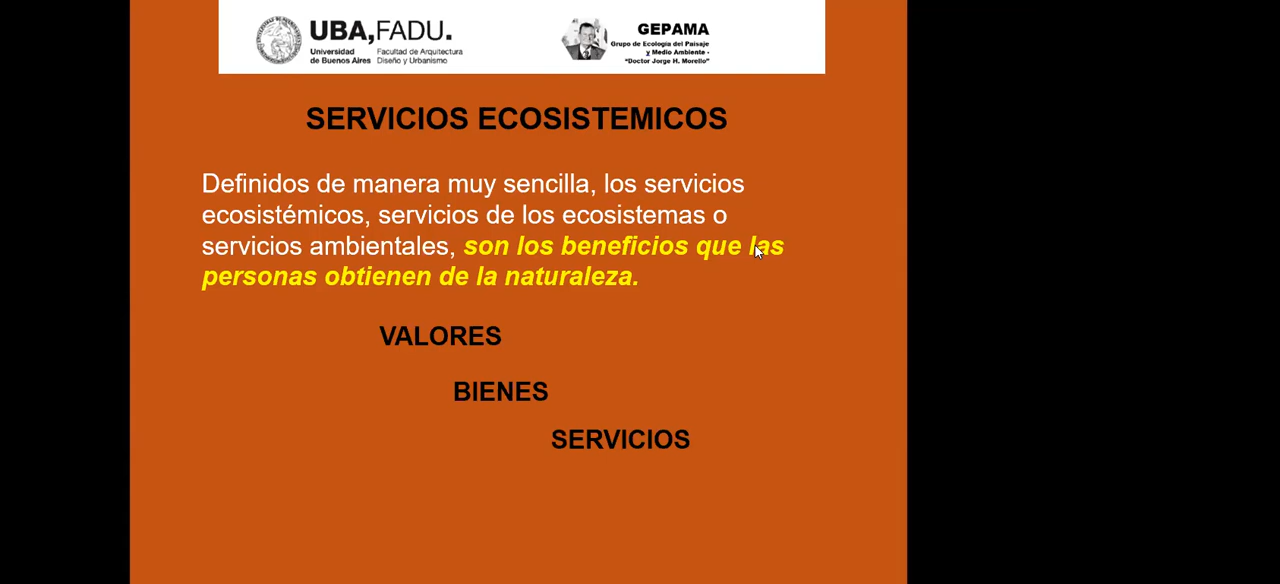 UBA,FADU.
Universidad de Buenos Aires
Facultad de Arquitectura Diseño y Urbanismo
GEPAMA
Grupo de Ecología del Paisaje
y Medio Ambiente -
"Doctor Jorge H. Morello"
SERVICIOS ECOSISTEMICOS
Definidos de manera muy sencilla, los servicios
ecosistémicos, servicios de los ecosistemas o
servicios ambientales, son los beneficios que las
personas obtienen de la naturaleza.
VALORES
BIENES
SERVICIOS